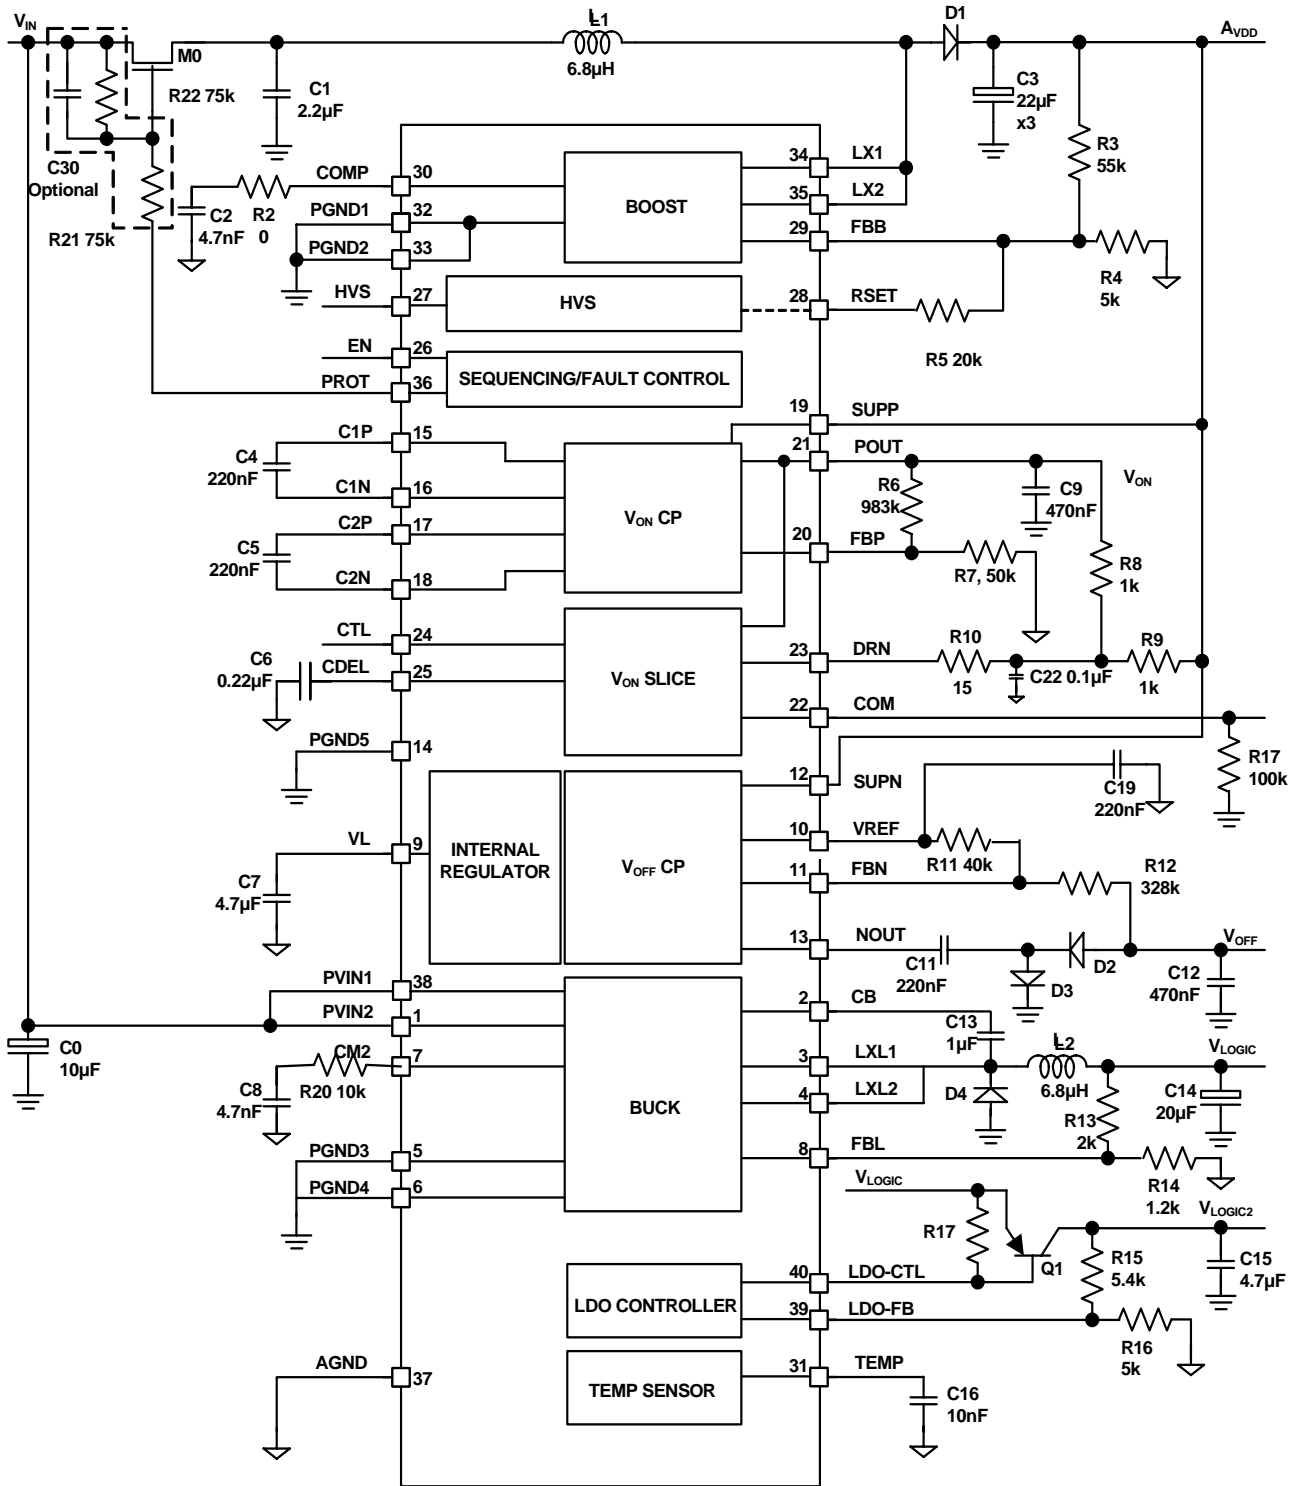 VIN
M0
R22 75k
C1
2.2µF
L1
6.8µH
D1
AVDD
C3
22µF
x3
R3
55k
R4
5k
C30
Optional
R21 75k
C2
4.7nF
R2
0
COMP
30
PGND1
32
PGND2
33
BOOST
34
LX1
35
LX2
29
FBB
HVS
27
HVS
28
RSET
R5 20k
EN
26
PROT
36
SEQUENCING/FAULT CONTROL
19
SUPP
C4
220nF
C1P
15
C1N
16
C5
220nF
C2P
17
C2N
18
VON CP
21
POUT
20
FBP
R6
983k
R7, 50k
C9
470nF
VON
R8
1k
CTL
24
C6
0.22µF
CDEL
25
VON SLICE
23
DRN
R10
15
C22 0.1µF
R9
1k
22
COM
R17
100k
PGND5
14
12
SUPN
C19
220nF
VL
9
C7
4.7µF
INTERNAL
REGULATOR
VOFF CP
10
VREF
R11 40k
11
FBN
R12
328k
13
NOUT
C11
220nF
D2
D3
VOFF
C12
470nF
PVIN1
38
PVIN2
1
C0
10µF
CM2
7
R20 10k
C8
4.7nF
BUCK
2
CB
C13
1µF
3
LXL1
4
LXL2
D4
L2
6.8µH
VLOGIC
C14
20µF
R13
2k
8
FBL
R14
1.2k
PGND3
5
PGND4
6
VLOGIC
R17
Q1
VLOGIC2
R15
5.4k
C15
4.7µF
LDO CONTROLLER
40
LDO-CTL
39
LDO-FB
R16
5k
AGND
37
TEMP SENSOR
31
TEMP
C16
10nF